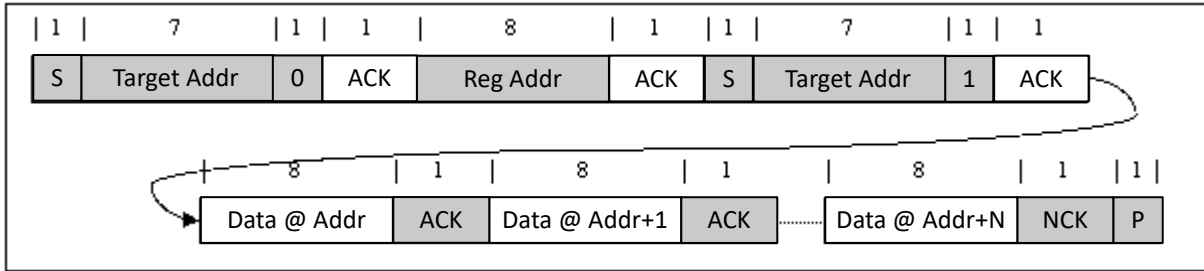 | 1 | 7 | 1 | 1 | 8 | 1 | 1 | 7 | 1 | 1
S Target Addr 0 ACK Reg Addr ACK S Target Addr 1 ACK
| 8 | 1 | 8 | 1 | 8 | 1 | 1 |
Data @ Addr ACK Data @ Addr+1 ACK Data @ Addr+N NCK P